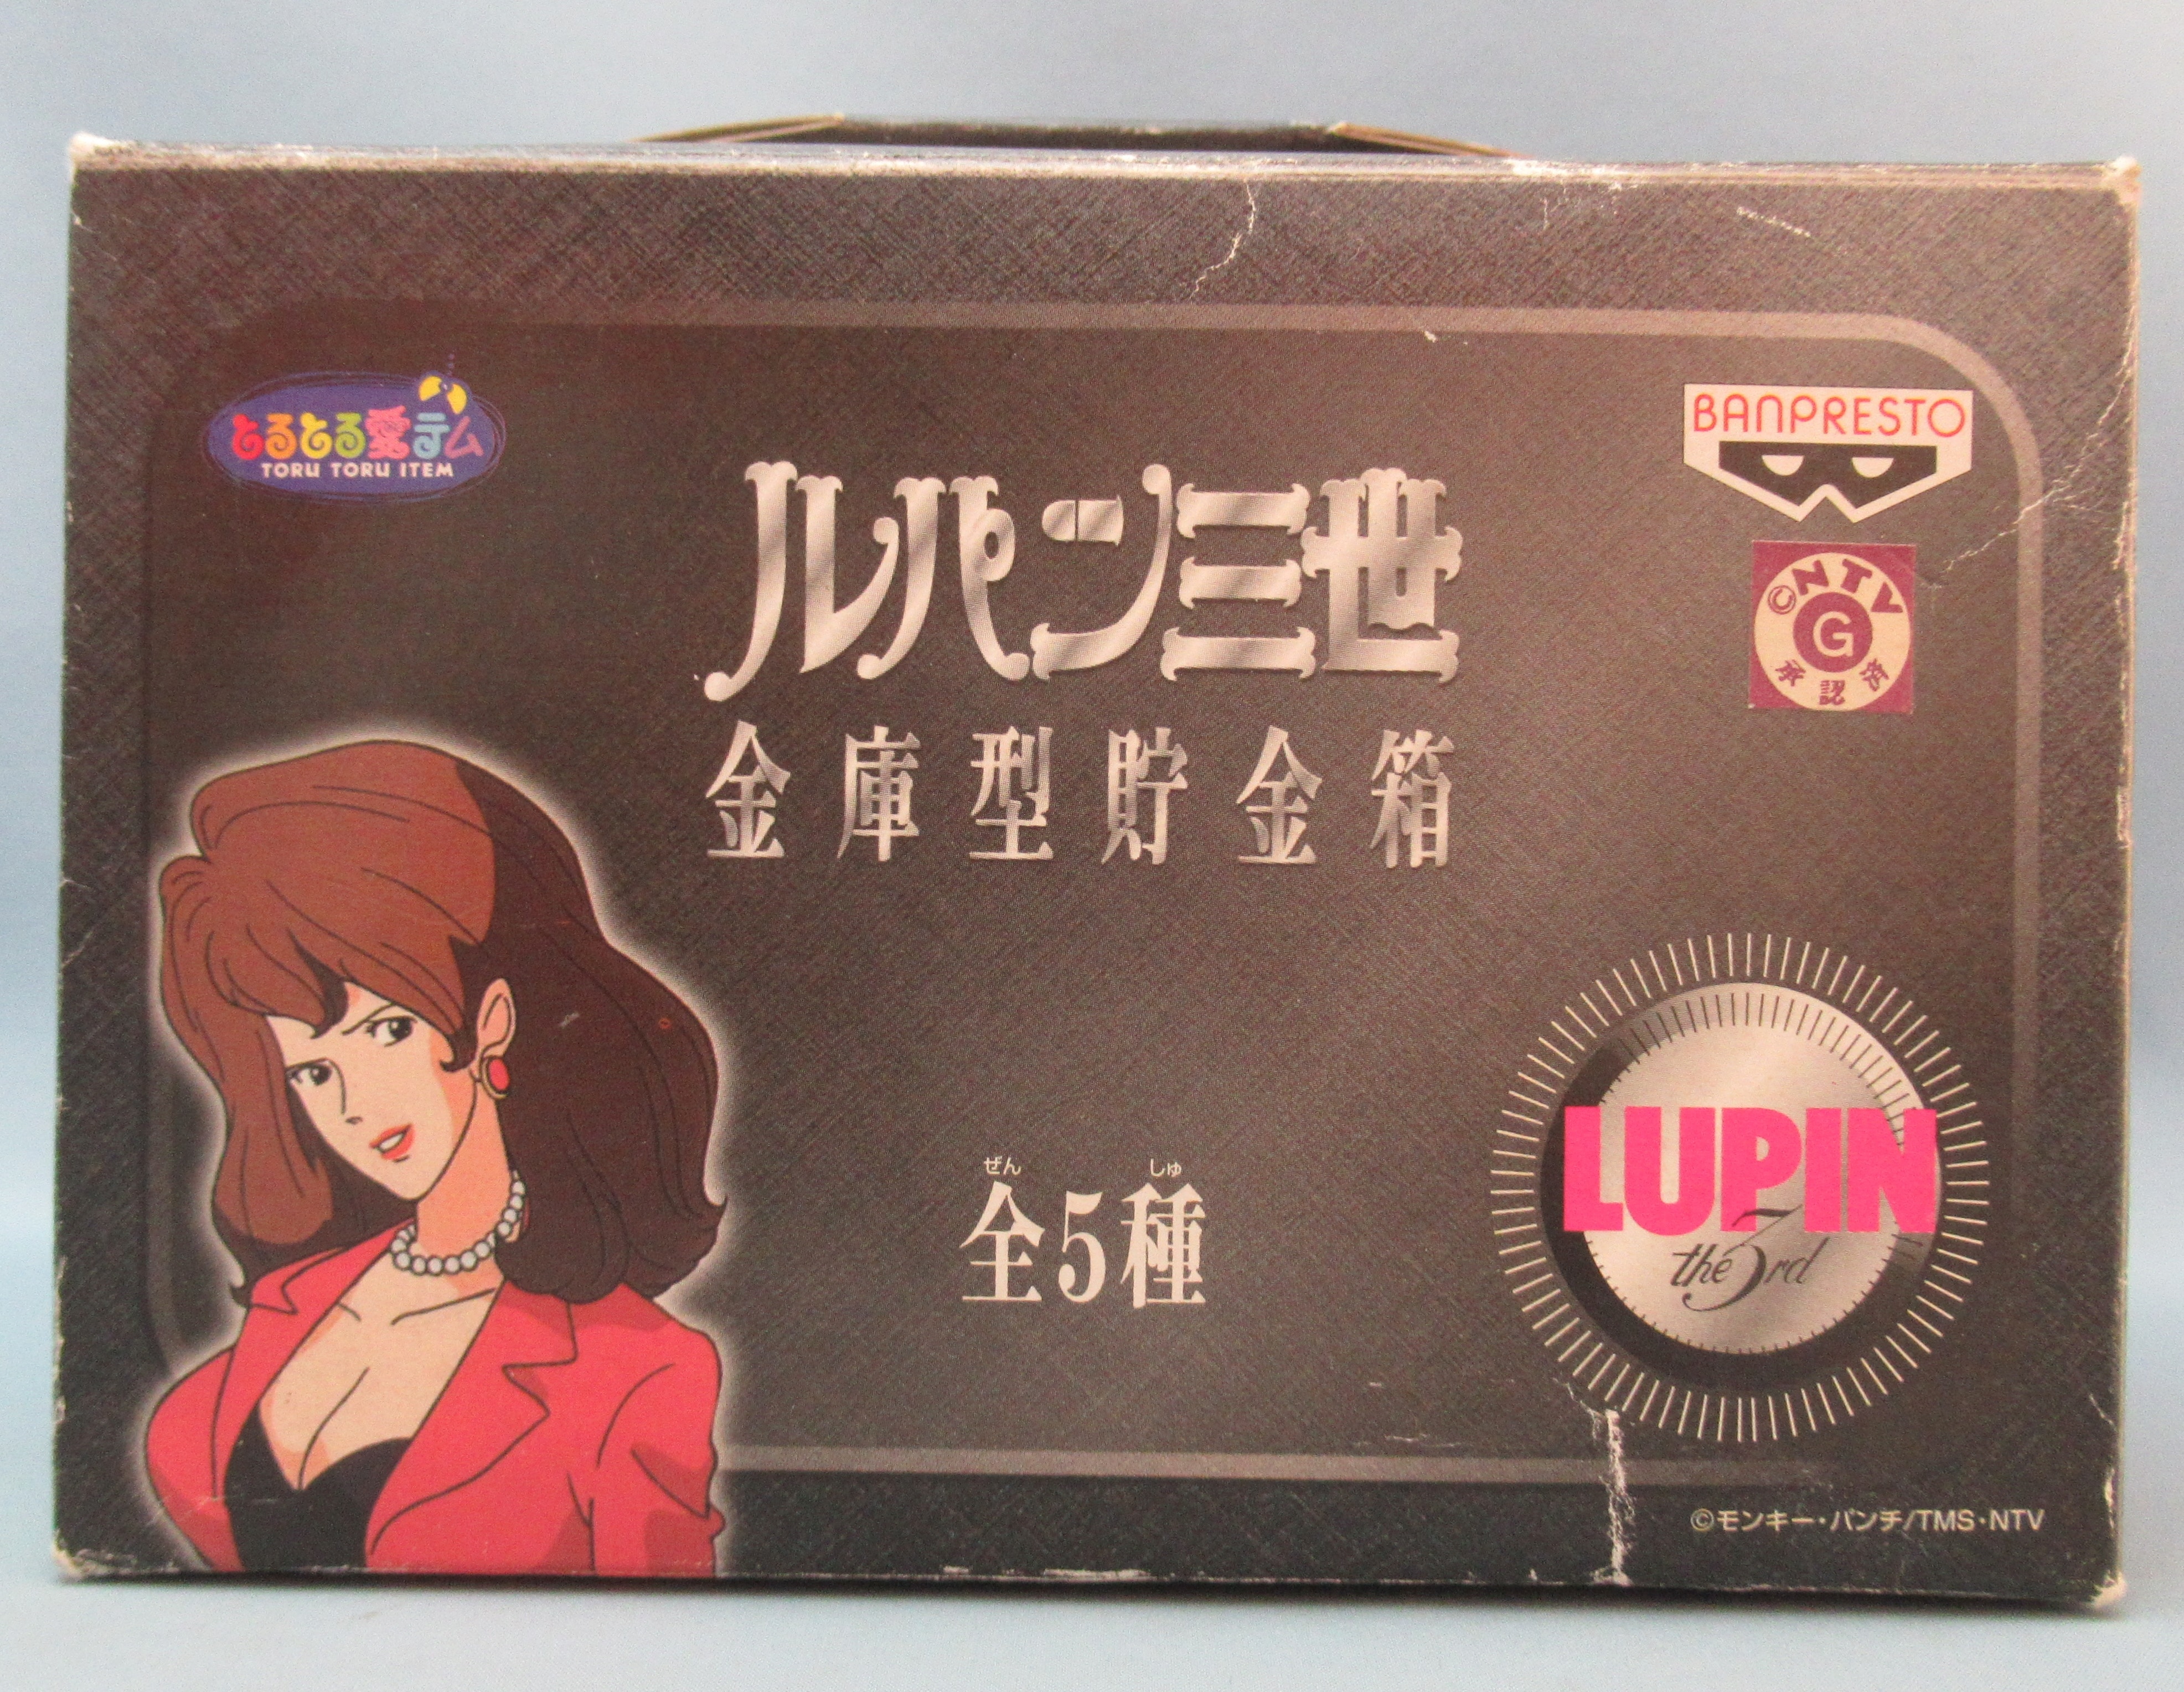 とるとる愛テム
TORU TORU ITEM
BANPRESTO
©NTV
G
承認済
ルパン三世
金庫型貯金箱
ぜん しゅ
全5種
LUPIN
the 3rd
©モンキー・パンチ/TMS・NTV